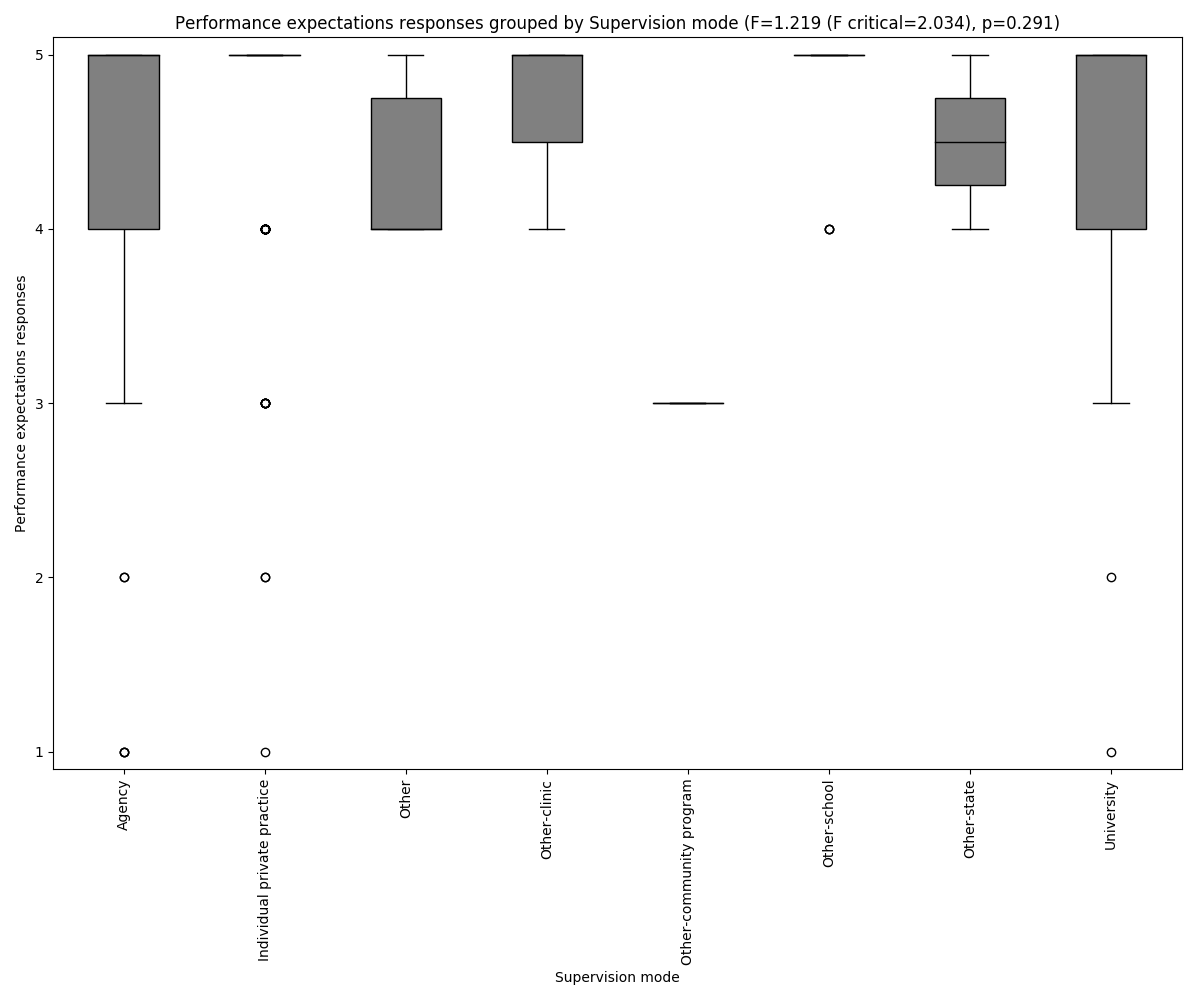 Performance expectations responses grouped by Supervision mode (F=1.219 (F critical=2.034), p=0.291)
Performance expectations responses
5
4
3
2
1
Agency
Individual private practice
Other
Other-clinic
Other-community program
Other-school
Other-state
University
Supervision mode